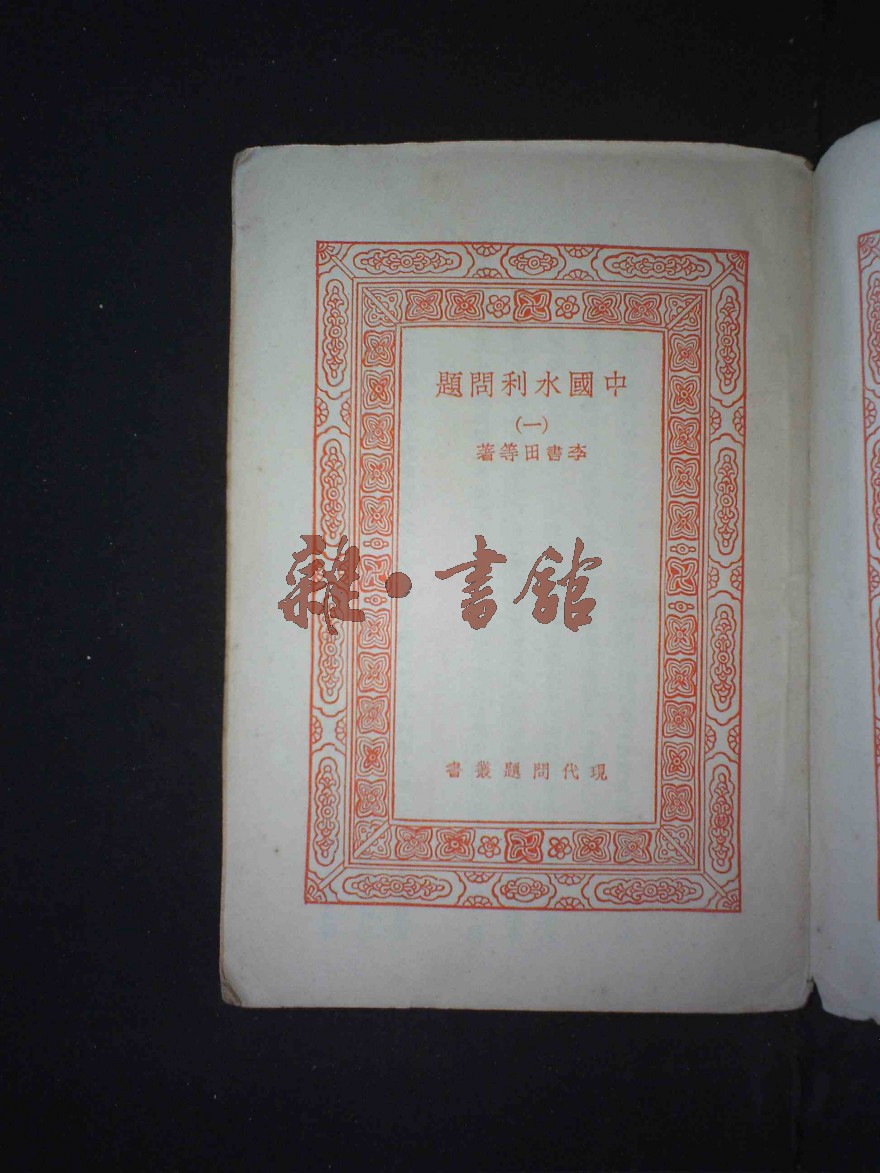 中國水利問題
(一)
李書田等著
雜·書館
現代問題叢書